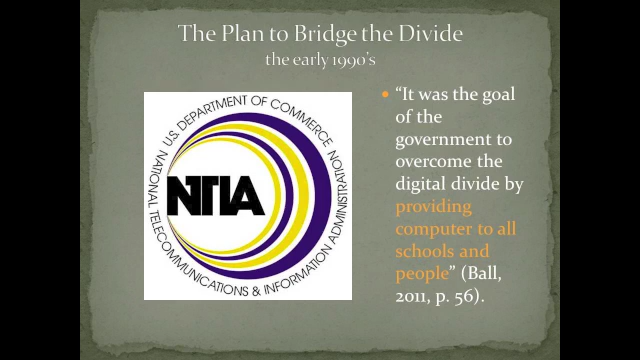 The Plan to Bridge the Divide
the early 1990's
U.S. DEPARTMENT OF COMMERCE
NATIONAL TELECOMMUNICATIONS & INFORMATION ADMINISTRATION
NTIA
• “It was the goal
of the
government to
overcome the
digital divide by
providing
computer to all
schools and
people” (Ball,
2011, p. 56).